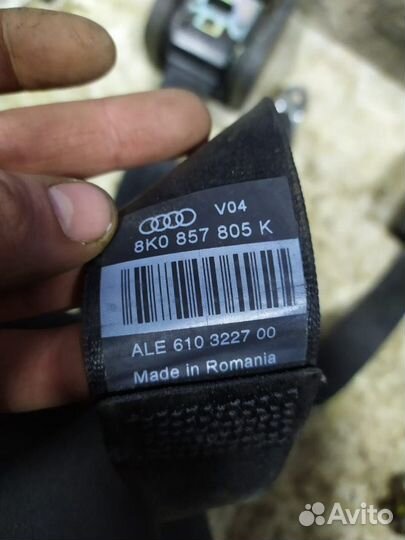 V04
8K0 857 805 K
ALE 610 3227 00
Made in Romania
Avito